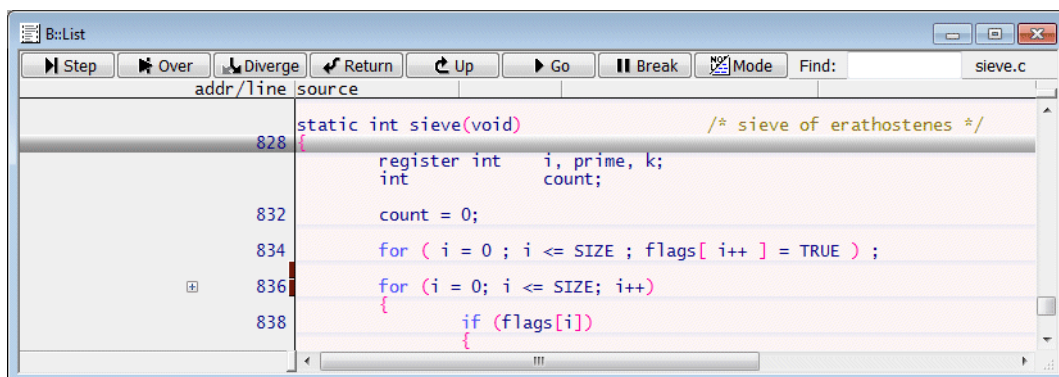 B::List
Step Over Diverge Return Up Go Break Mode Find: sieve.c
addr/line source
static int sieve(void) /* sieve of erathostenes */
828 {
register int i, prime, k;
int count;
832 count = 0;
834 for ( i = 0 ; i <= SIZE ; flags[ i++ ] = TRUE ) ;
836 for (i = 0; i <= SIZE; i++)
{
838 if (flags[i])
{